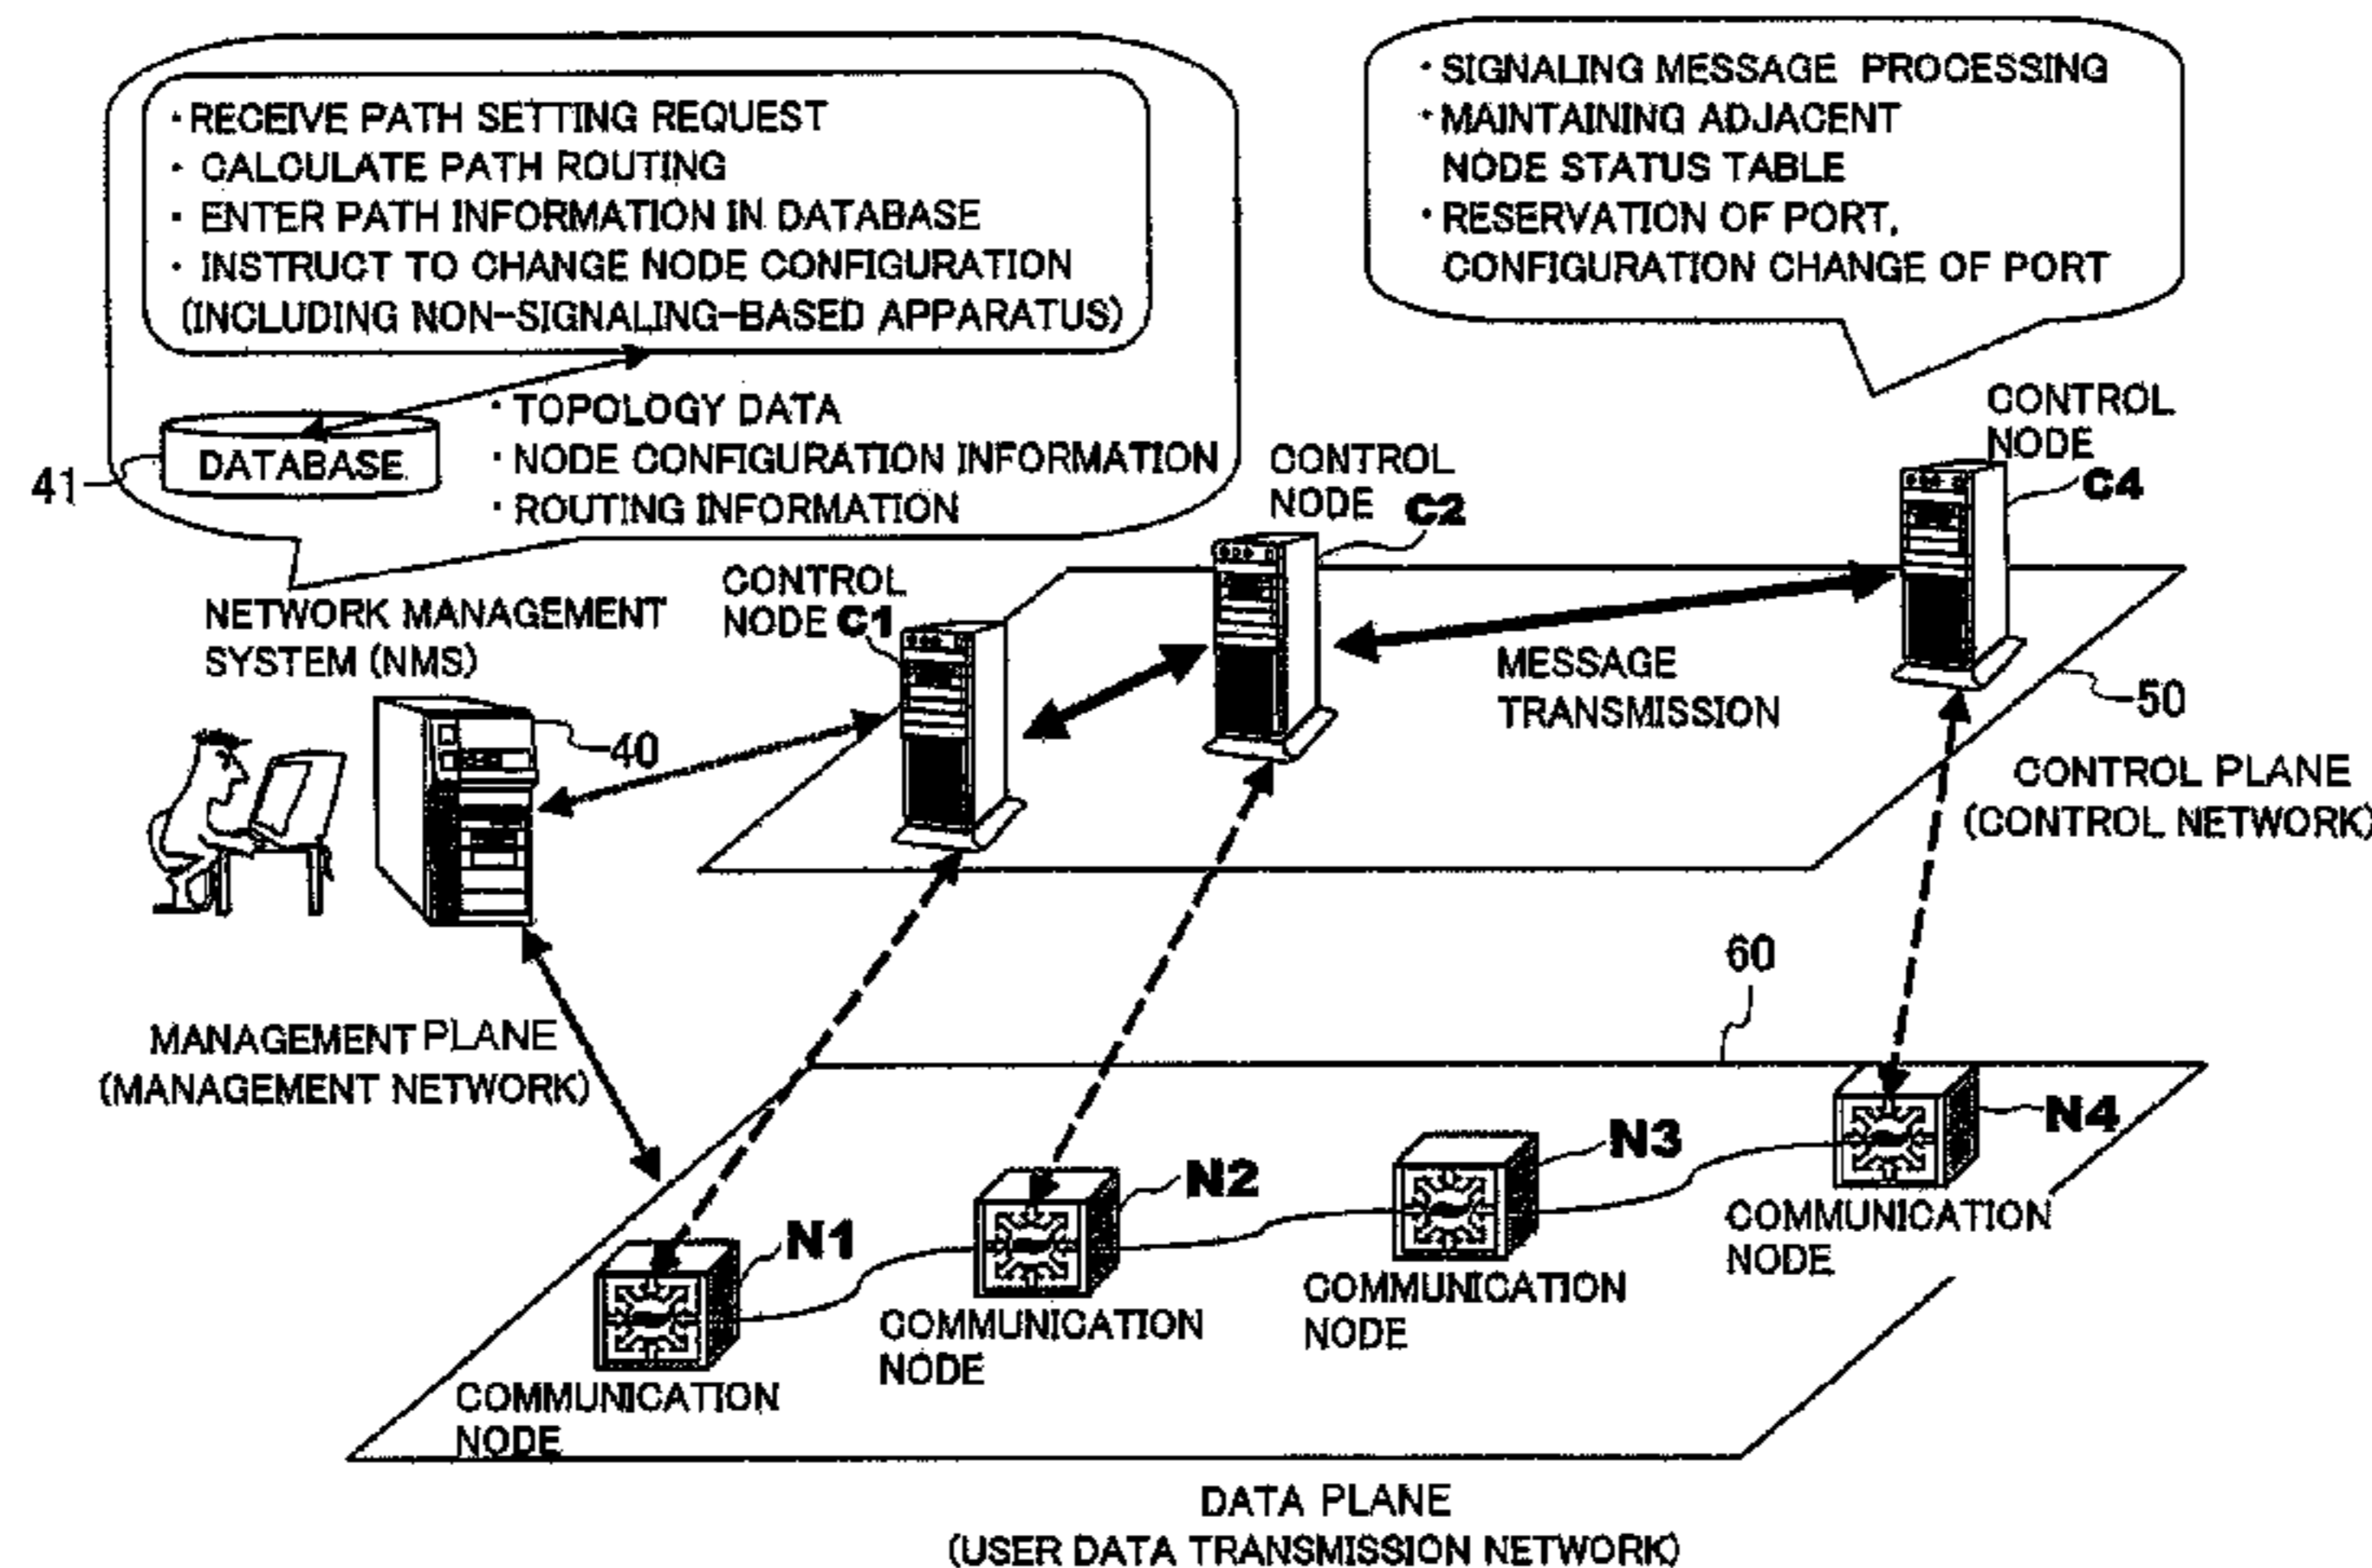 · RECEIVE PATH SETTING REQUEST
· CALCULATE PATH ROUTING
· ENTER PATH INFORMATION IN DATABASE
· INSTRUCT TO CHANGE NODE CONFIGURATION
(INCLUDING NON-SIGNALING-BASED APPARATUS)
DATABASE
41
· TOPOLOGY DATA
· NODE CONFIGURATION INFORMATION
· ROUTING INFORMATION
· SIGNALING MESSAGE PROCESSING
· MAINTAINING ADJACENT
NODE STATUS TABLE
· RESERVATION OF PORT,
CONFIGURATION CHANGE OF PORT
NETWORK MANAGEMENT
SYSTEM (NMS)
40
CONTROL
NODE C1
CONTROL
NODE C2
CONTROL
NODE
C4
MESSAGE
TRANSMISSION
50
CONTROL PLANE
(CONTROL NETWORK)
MANAGEMENT PLANE
(MANAGEMENT NETWORK)
60
N1
COMMUNICATION
NODE
N2
COMMUNICATION
NODE
N3
COMMUNICATION
NODE
N4
COMMUNICATION
NODE
DATA PLANE
(USER DATA TRANSMISSION NETWORK)